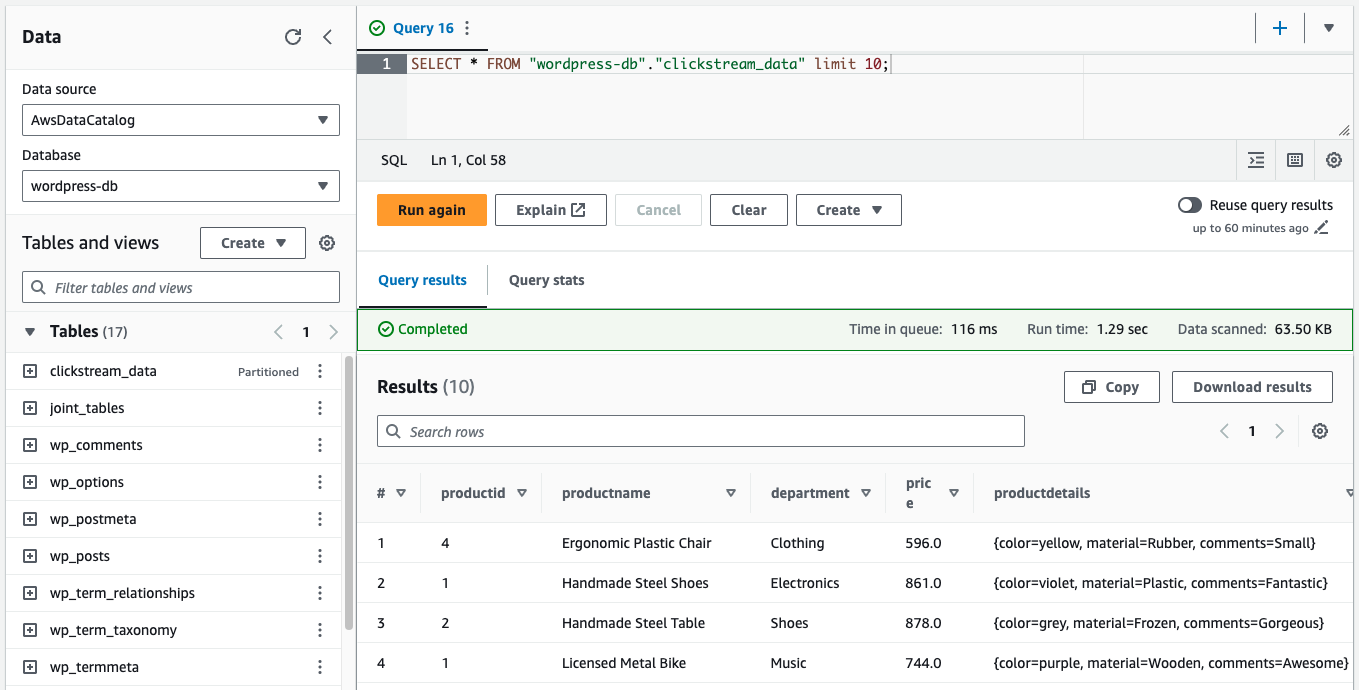 Data
Data source
AwsDataCatalog
Database
wordpress-db
Tables and views
Create
Filter tables and views
Tables (17)
1
clickstream_data Partitioned
joint_tables
wp_comments
wp_options
wp_postmeta
wp_posts
wp_term_relationships
wp_term_taxonomy
wp_termmeta
Query 16
1 SELECT * FROM "wordpress-db"."clickstream_data" limit 10;
SQL Ln 1, Col 58
Run again Explain Cancel Clear Create
Reuse query results
up to 60 minutes ago
Query results Query stats
Completed Time in queue: 116 ms Run time: 1.29 sec Data scanned: 63.50 KB
Results (10) Copy Download results
Search rows 1
# productid productname department pric
e productdetails
1 4 Ergonomic Plastic Chair Clothing 596.0 {color=yellow, material=Rubber, comments=Small}
2 1 Handmade Steel Shoes Electronics 861.0 {color=violet, material=Plastic, comments=Fantastic}
3 2 Handmade Steel Table Shoes 878.0 {color=grey, material=Frozen, comments=Gorgeous}
4 1 Licensed Metal Bike Music 744.0 {color=purple, material=Wooden, comments=Awesome}